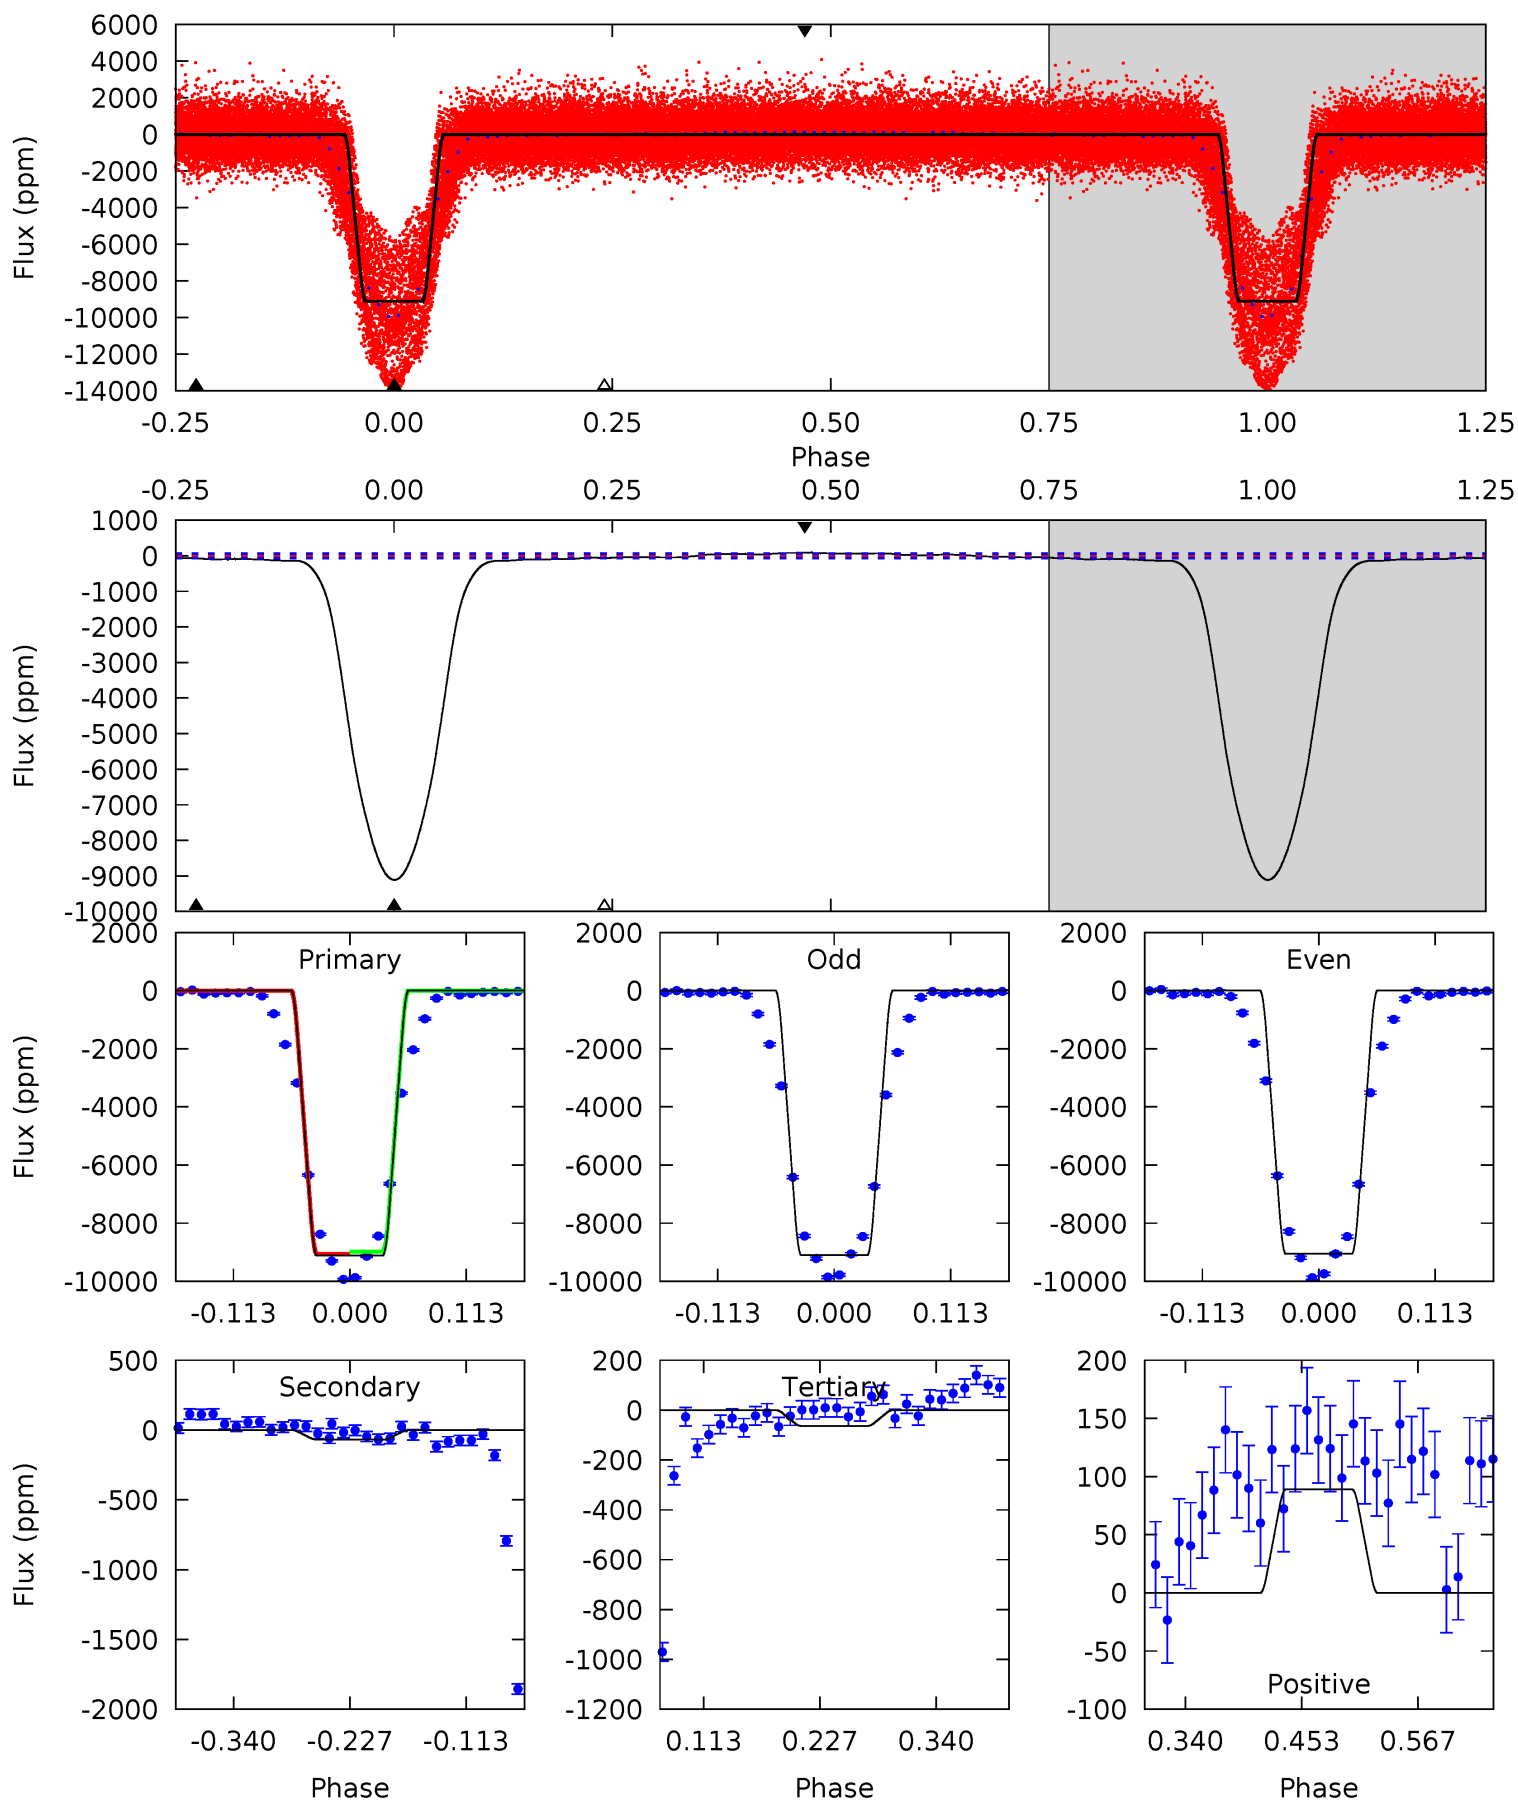 6000
4000
2000
0
-2000
-4000
-6000
-8000
-10000
-12000
-14000
Flux (ppm)
-0.25 0.00 0.25 0.50 0.75 1.00 1.25
Phase
-0.25 0.00 0.25 0.50 0.75 1.00 1.25
1000
0
-1000
-2000
-3000
-4000
-5000
-6000
-7000
-8000
-9000
-10000
Flux (ppm)
2000
0
-2000
-4000
-6000
-8000
-10000
Flux (ppm)
Primary
-0.113 0.000 0.113
2000
0
-2000
-4000
-6000
-8000
-10000
Odd
-0.113 0.000 0.113
2000
0
-2000
-4000
-6000
-8000
-10000
Even
-0.113 0.000 0.113
500
0
-500
-1000
-1500
-2000
Flux (ppm)
Secondary
-0.340 -0.227 -0.113
Phase
200
0
-200
-400
-600
-800
-1000
-1200
Tertiary
0.113 0.227 0.340
Phase
200
150
100
50
0
-50
-100
Positive
0.340 0.453 0.567
Phase